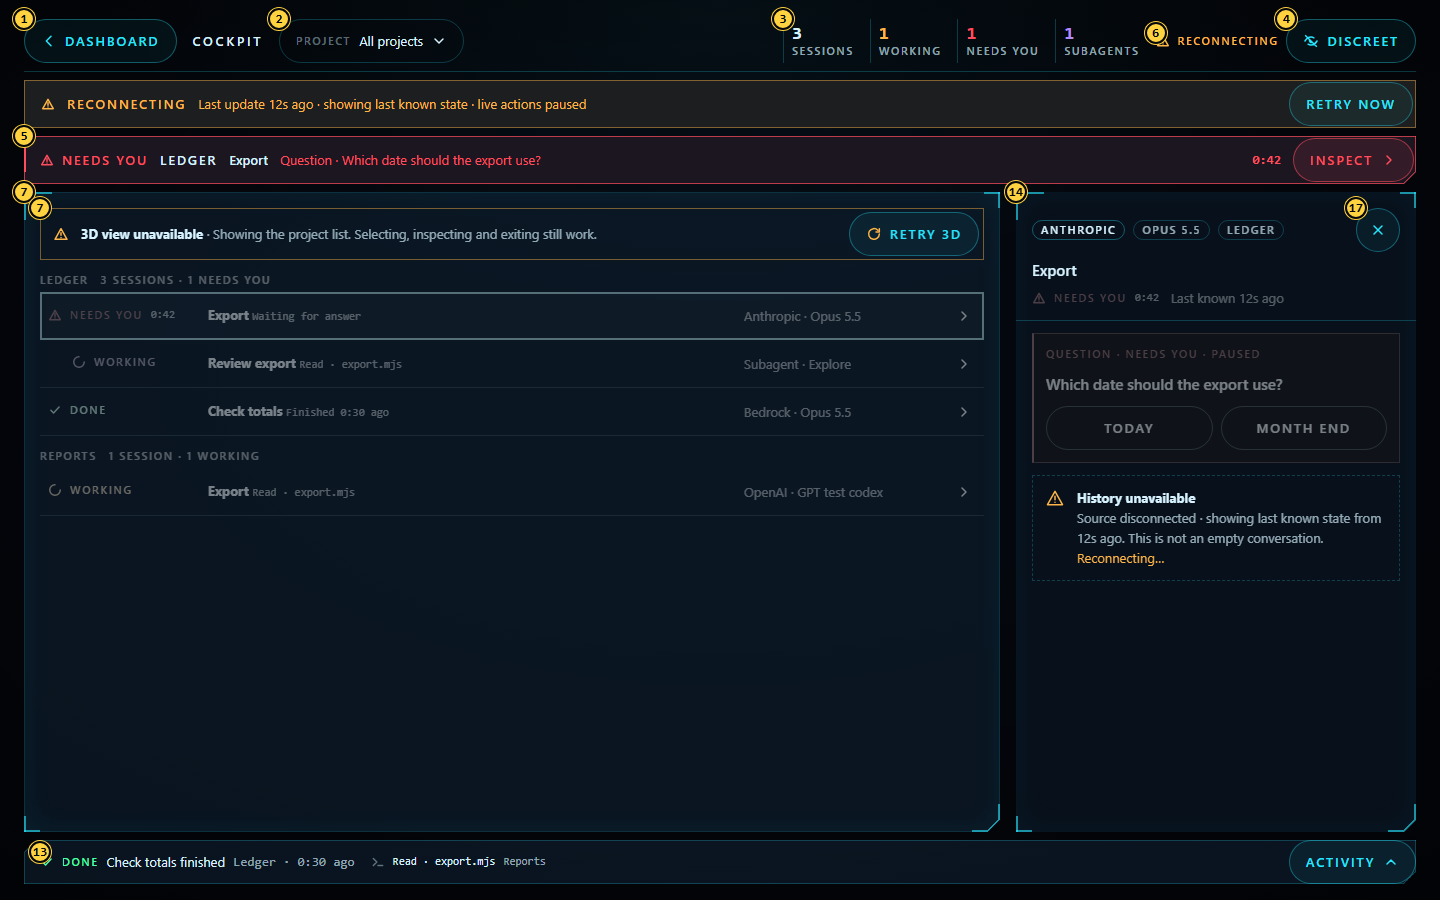 1 2 3 4
DASHBOARD COCKPIT PROJECT All projects
3 SESSIONS
1 WORKING
1 NEEDS YOU
1 SUBAGENTS
6 RECONNECTING
DISCREET
RECONNECTING Last update 12s ago · showing last known state · live actions paused RETRY NOW
5
NEEDS YOU LEDGER Export Question · Which date should the export use? 0:42 INSPECT
7
7
3D view unavailable · Showing the project list. Selecting, inspecting and exiting still work. RETRY 3D
LEDGER 3 SESSIONS · 1 NEEDS YOU
NEEDS YOU 0:42 Export Waiting for answer Anthropic · Opus 5.5
WORKING Review export Read · export.mjs Subagent · Explore
DONE Check totals Finished 0:30 ago Bedrock · Opus 5.5
REPORTS 1 SESSION · 1 WORKING
WORKING Export Read · export.mjs OpenAI · GPT test codex
14
17
ANTHROPIC OPUS 5.5 LEDGER
Export
NEEDS YOU 0:42 Last known 12s ago
QUESTION · NEEDS YOU · PAUSED
Which date should the export use?
TODAY MONTH END
History unavailable
Source disconnected · showing last known state from
12s ago. This is not an empty conversation.
Reconnecting...
13
DONE Check totals finished Ledger · 0:30 ago Read · export.mjs Reports ACTIVITY